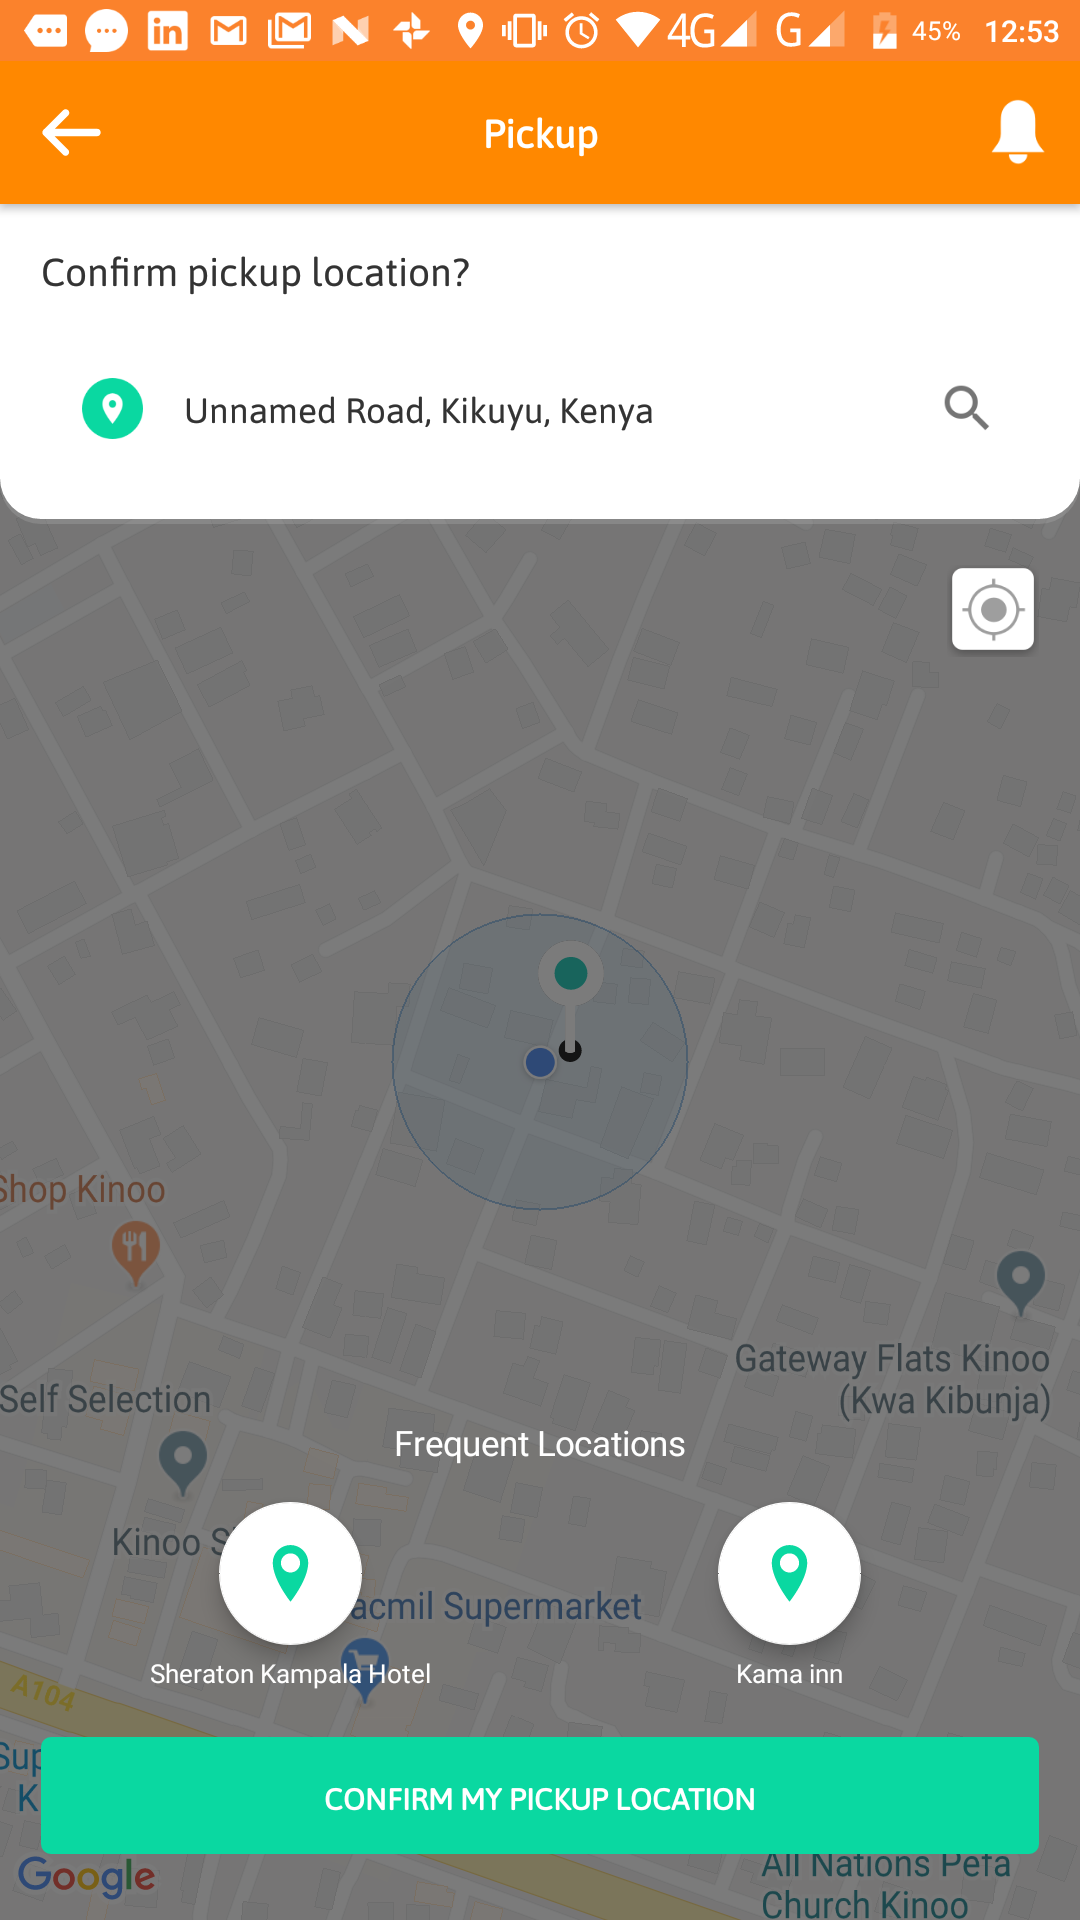 4G
G
45%
12:53
Pickup
Confirm pickup location?
Unnamed Road, Kikuyu, Kenya
Shop Kinoo
Gateway Flats Kinoo
(Kwa Kibunja)
Self Selection
Frequent Locations
Kinoo S
acmil Supermarket
Sheraton Kampala Hotel
Kama inn
A104
Sup
K
CONFIRM MY PICKUP LOCATION
Google
All Nations Pefa
Church Kinoo